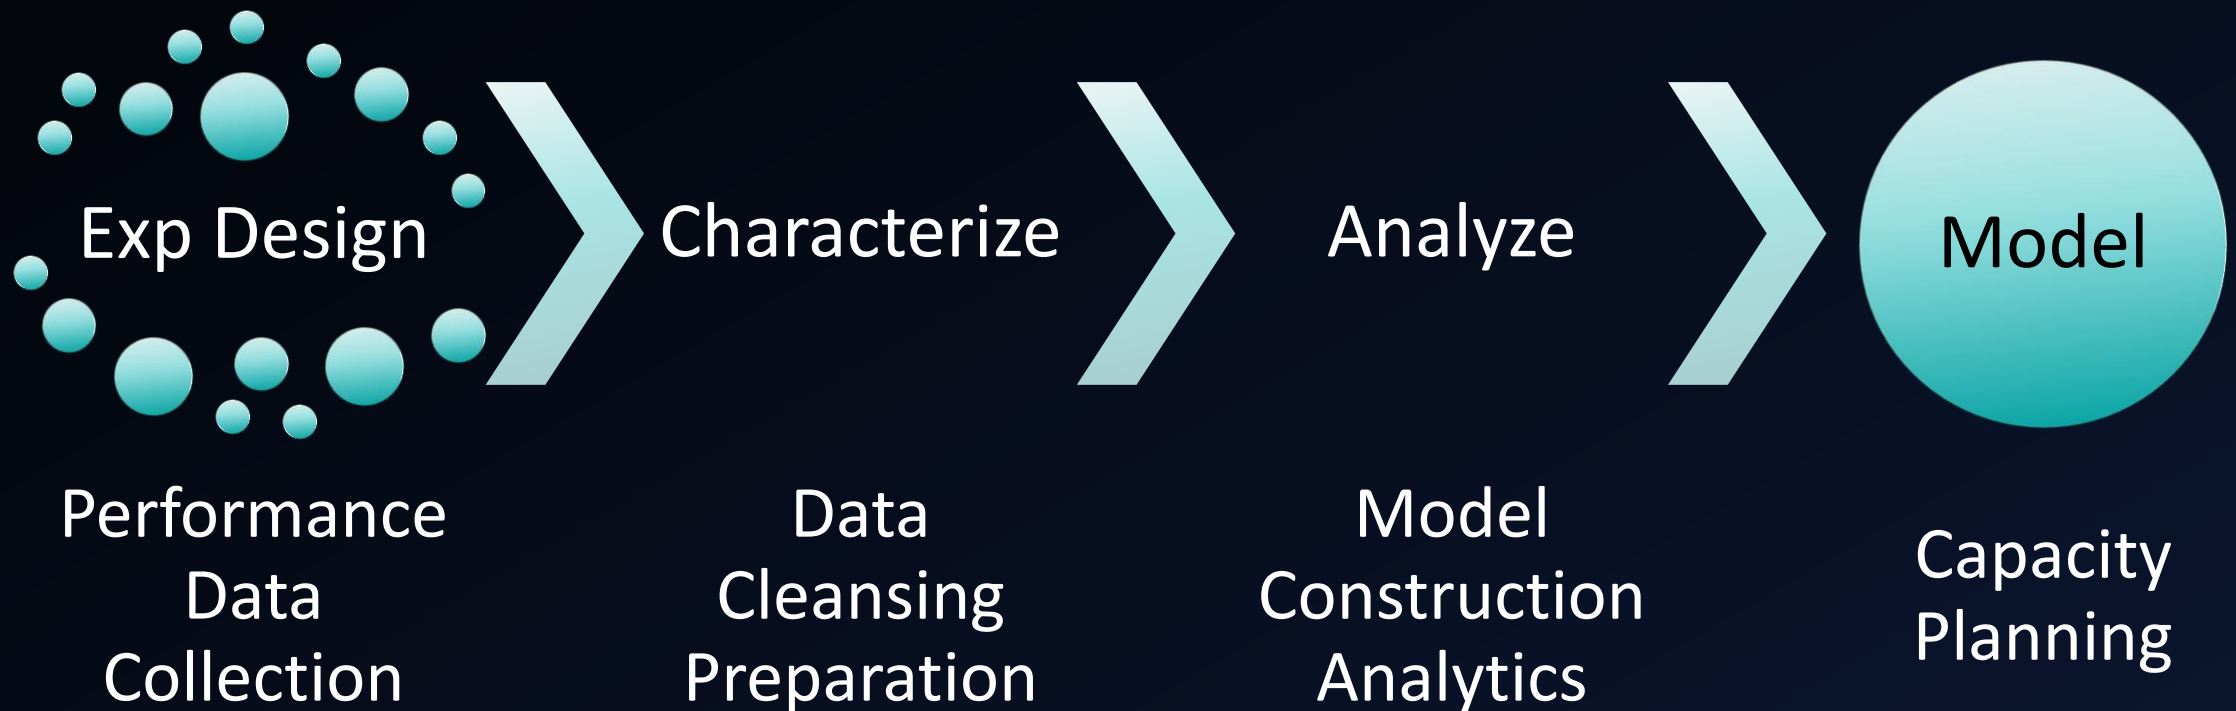 Exp Design
Characterize
Analyze
Model
Performance
Data
Collection
Data
Cleansing
Preparation
Model
Construction
Analytics
Capacity
Planning